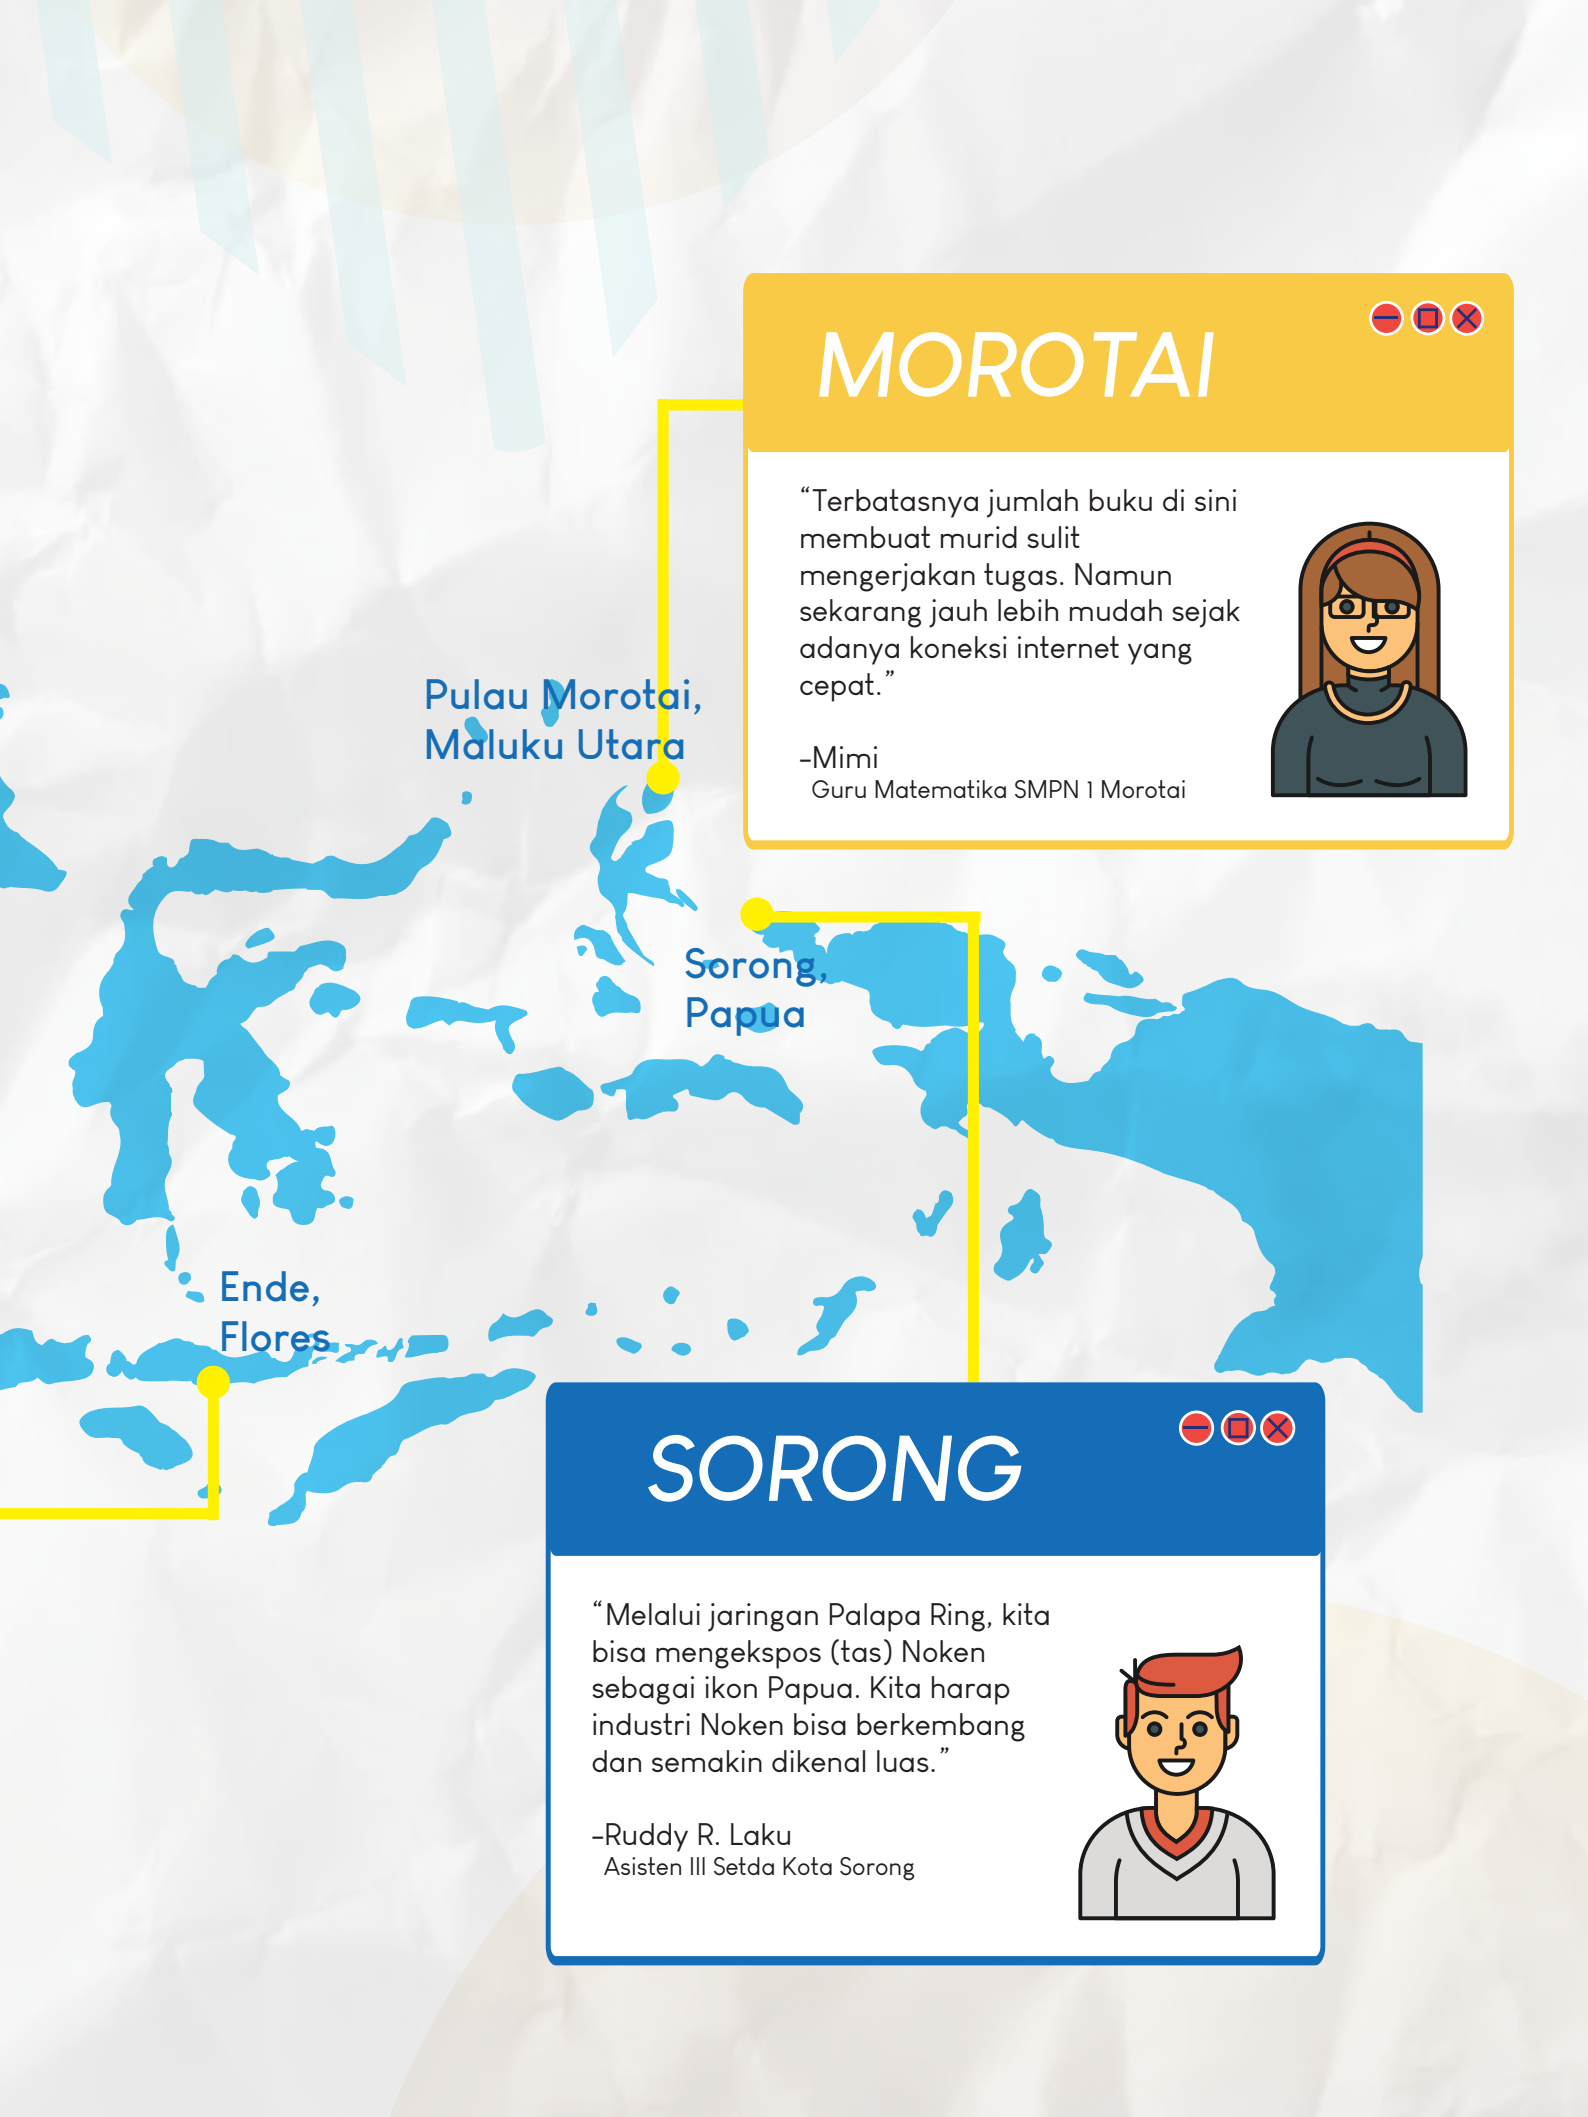 MOROTAI
“Terbatasnya jumlah buku di sini
membuat murid sulit
mengerjakan tugas. Namun
sekarang jauh lebih mudah sejak
adanya koneksi internet yang
cepat.”
-Mimi
Guru Matematika SMPN 1 Morotai
Pulau Morotai,
Maluku Utara
Sorong,
Papua
Ende,
Flores
SORONG
“Melalui jaringan Palapa Ring, kita
bisa mengekspos (tas) Noken
sebagai ikon Papua. Kita harap
industri Noken bisa berkembang
dan semakin dikenal luas.”
-Ruddy R. Laku
Asisten III Setda Kota Sorong